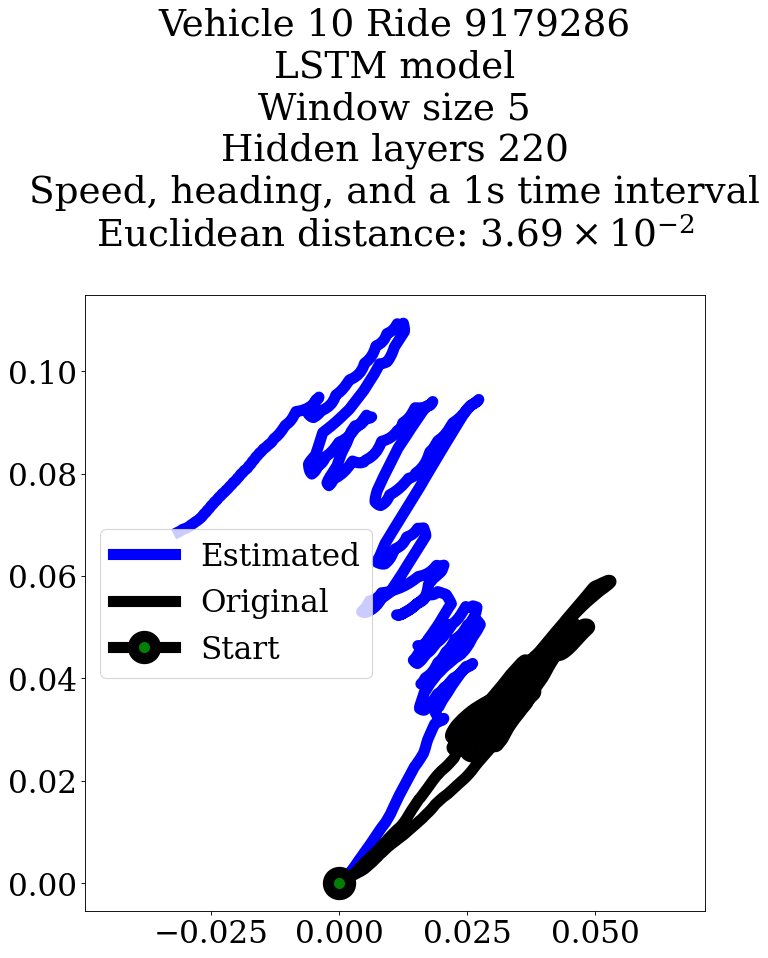 Vehicle 10 Ride 9179286
LSTM model
Window size 5
Hidden layers 220
Speed, heading, and a 1s time interval
Euclidean distance: 3.69 × 10⁻²
0.10
0.08
0.06
0.04
0.02
0.00
Estimated
Original
Start
−0.025 0.000 0.025 0.050